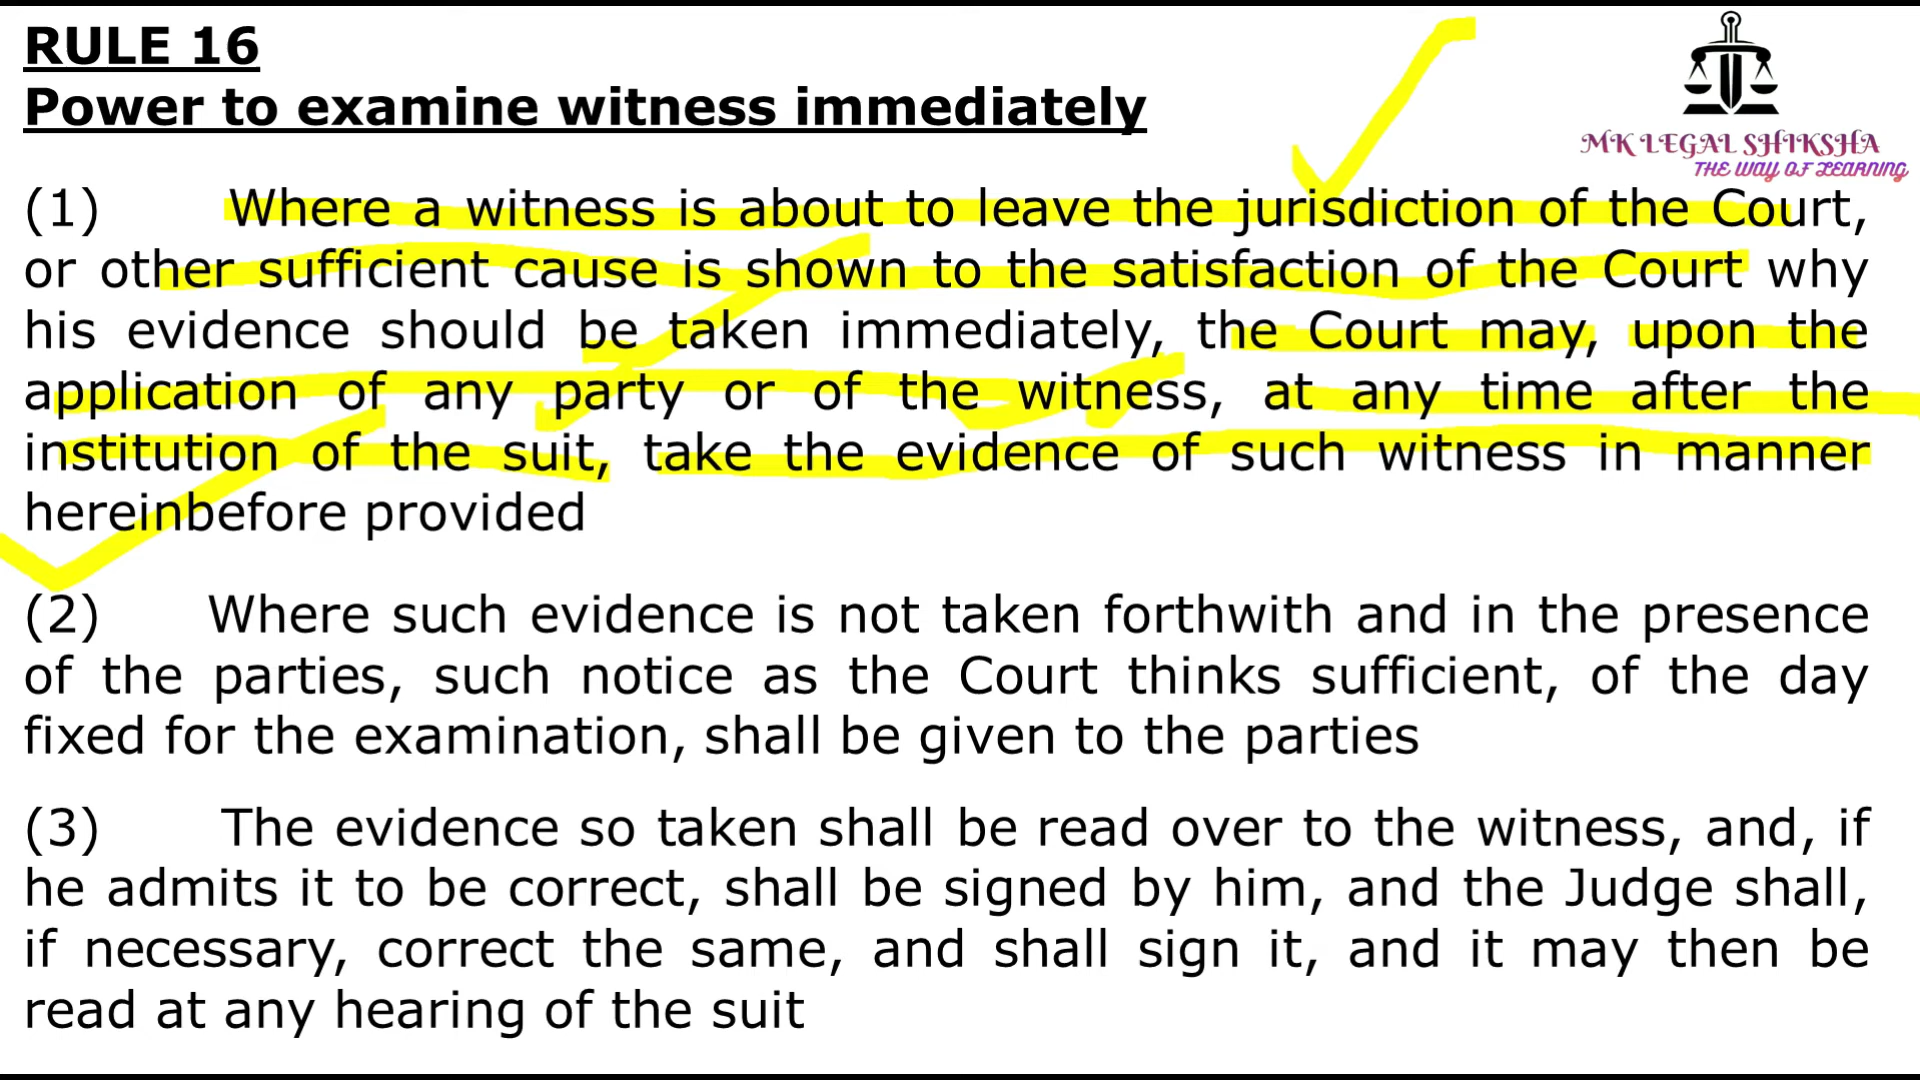 RULE 16
Power to examine witness immediately
MK LEGAL SHIKSHA
THE WAY OF LEARNING
(1) Where a witness is about to leave the jurisdiction of the Court,
or other sufficient cause is shown to the satisfaction of the Court why
his evidence should be taken immediately, the Court may, upon the
application of any party or of the witness, at any time after the
institution of the suit, take the evidence of such witness in manner
hereinbefore provided
(2) Where such evidence is not taken forthwith and in the presence
of the parties, such notice as the Court thinks sufficient, of the day
fixed for the examination, shall be given to the parties
(3) The evidence so taken shall be read over to the witness, and, if
he admits it to be correct, shall be signed by him, and the Judge shall,
if necessary, correct the same, and shall sign it, and it may then be
read at any hearing of the suit